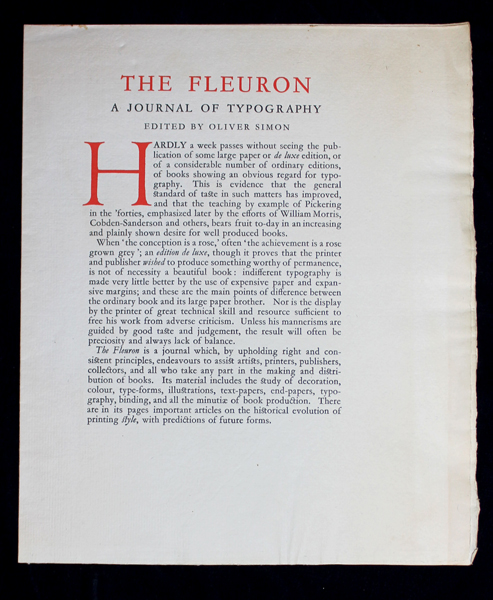 THE FLEURON
A JOURNAL OF TYPOGRAPHY
EDITED BY OLIVER SIMON
HARDLY a week passes without seeing the pub-
lication of some large paper or de luxe edition, or
of a considerable number of ordinary editions,
of books showing an obvious regard for typo-
graphy. This is evidence that the general
standard of taste in such matters has improved,
and that the teaching by example of Pickering
in the 'forties, emphasized later by the efforts of William Morris,
Cobden-Sanderson and others, bears fruit to-day in an increasing
and plainly shown desire for well produced books.
When 'the conception is a rose,' often 'the achievement is a rose
grown grey'; an edition de luxe, though it proves that the printer
and publisher wished to produce something worthy of permanence,
is not of necessity a beautiful book: indifferent typography is
made very little better by the use of expensive paper and expan-
sive margins; and these are the main points of difference between
the ordinary book and its large paper brother. Nor is the display
by the printer of great technical skill and resource sufficient to
free his work from adverse criticism. Unless his mannerisms are
guided by good taste and judgement, the result will often be
preciosity and always lack of balance.
The Fleuron is a journal which, by upholding right and con-
sistent principles, endeavours to assist artists, printers, publishers,
collectors, and all who take any part in the making and distri-
bution of books. Its material includes the study of decoration,
colour, type-forms, illustrations, text-papers, end-papers, typo-
graphy, binding, and all the minutiæ of book production. There
are in its pages important articles on the historical evolution of
printing style, with predictions of future forms.